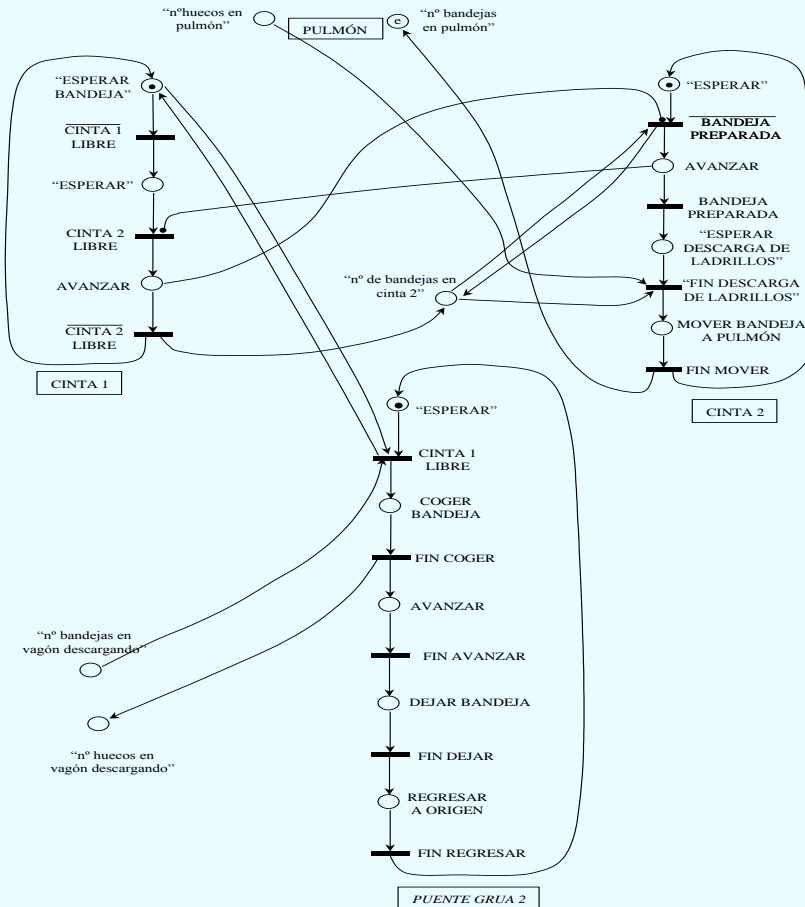 “nºhuecos en
pulmón”
PULMÓN
e
“nº bandejas
en pulmón”
“ESPERAR
BANDEJA”
CINTA 1
LIBRE
“ESPERAR”
CINTA 2
LIBRE
AVANZAR
CINTA 2
LIBRE
CINTA 1
“nº de bandejas en
cinta 2”
“ESPERAR”
BANDEJA
PREPARADA
AVANZAR
BANDEJA
PREPARADA
“ESPERAR
DESCARGA DE
LADRILLOS”
“FIN DESCARGA
DE LADRILLOS”
MOVER BANDEJA
A PULMÓN
FIN MOVER
CINTA 2
“ESPERAR”
CINTA 1
LIBRE
COGER
BANDEJA
FIN COGER
AVANZAR
FIN AVANZAR
DEJAR BANDEJA
FIN DEJAR
REGRESAR
A ORIGEN
FIN REGRESAR
PUENTE GRUA 2
“nº bandejas en
vagón descargando”
“nº huecos en
vagón descargando”